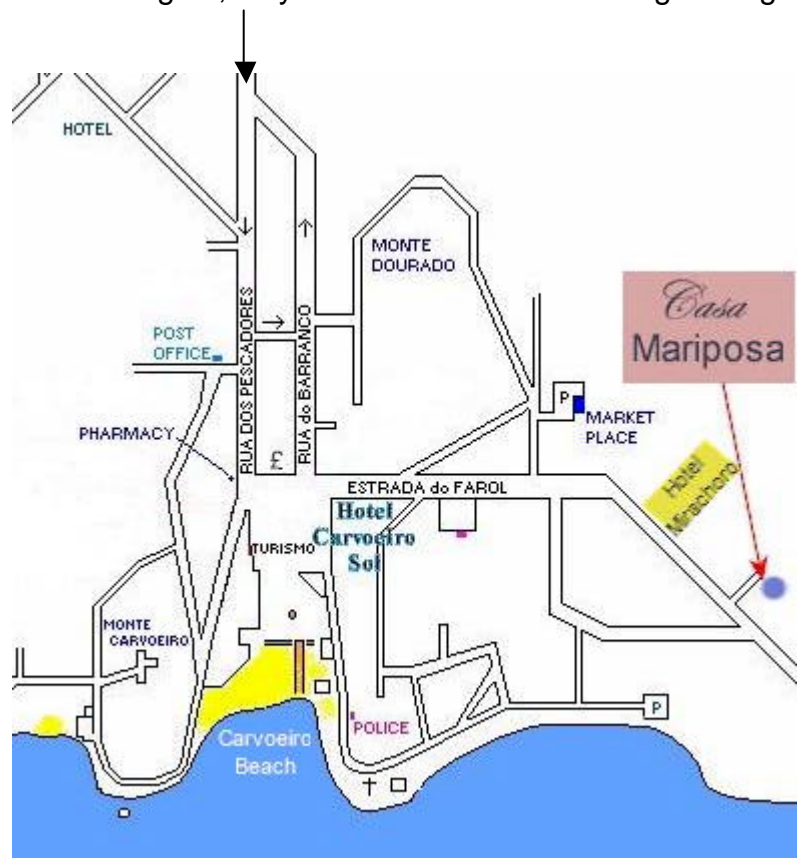 HOTEL
MONTE
DOURADO
Casa
Mariposa
POST
OFFICE
RUA DOS PESCADORES
RUA do BARRANCO
P
MARKET
PLACE
PHARMACY
£
ESTRADA do FAROL
Hotel
Mirachoro
Hotel
Carvoeiro
Sol
TURISMO
MONTE
CARVOEIRO
POLICE
P
Carvoeiro
Beach